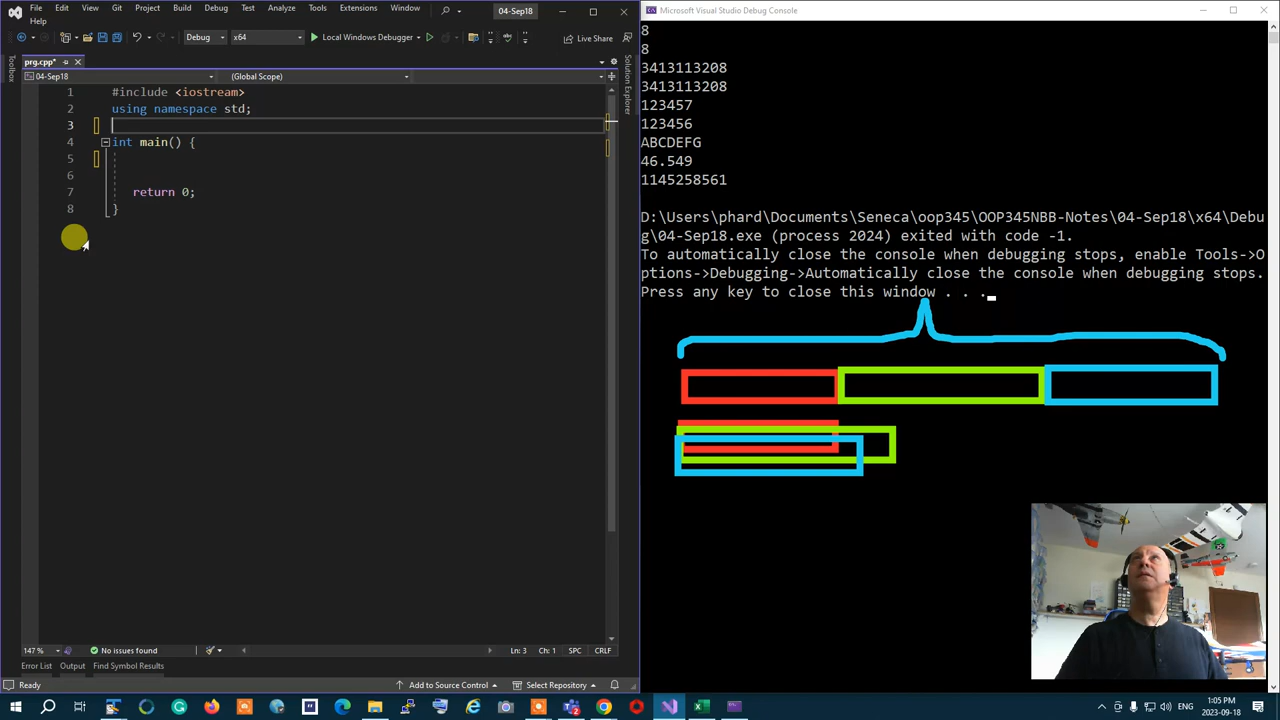 File Edit View Git Project Build Debug Test Analyze Tools Extensions Window 04-Sep18
Help
Debug x64 Local Windows Debugger Live Share
Toolbox
prg.cpp*
Solution Explorer
04-Sep18 (Global Scope)
1 #include <iostream>
2 using namespace std;
3
4 int main() {
5
6
7 return 0;
8 }
147 % No issues found Ln: 3 Ch: 1 SPC CRLF
Error List Output Find Symbol Results
Ready Add to Source Control Select Repository
Microsoft Visual Studio Debug Console
8
8
3413113208
3413113208
123457
123456
ABCDEFG
46.549
1145258561
D:\Users\phard\Documents\Seneca\oop345\OOP345NBB-Notes\04-Sep18\x64\Debu
g\04-Sep18.exe (process 2024) exited with code -1.
To automatically close the console when debugging stops, enable Tools->O
ptions->Debugging->Automatically close the console when debugging stops.
Press any key to close this window . . .
ENG 1:05 PM
2023-09-18